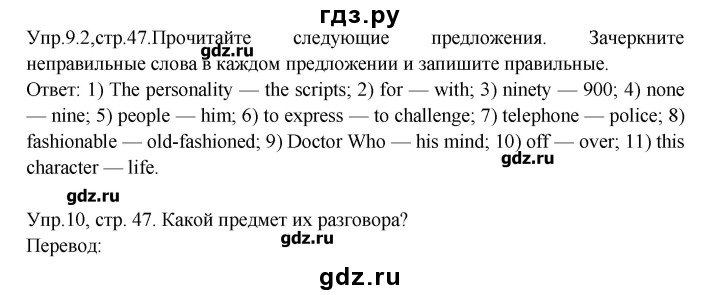 гдз.ру
Упр.9.2,стр.47.Прочитайте следующие предложения. Зачеркните
gdz.ru
неправильные слова в каждом предложении и запишите правильные.
Ответ: 1) The personality — the scripts; 2) for — with; 3) ninety — 900; 4) none
— nine; 5) people — him; 6) to express — to challenge; 7) telephone — police; 8)
fashionable — old-fashioned; 9) Doctor Who — his mind; 10) off — over; 11) this
gdz.ru
character — life.
gdz.ru
Упр.10, стр. 47. Какой предмет их разговора?
gdz.ru
Перевод:
gdz.ru